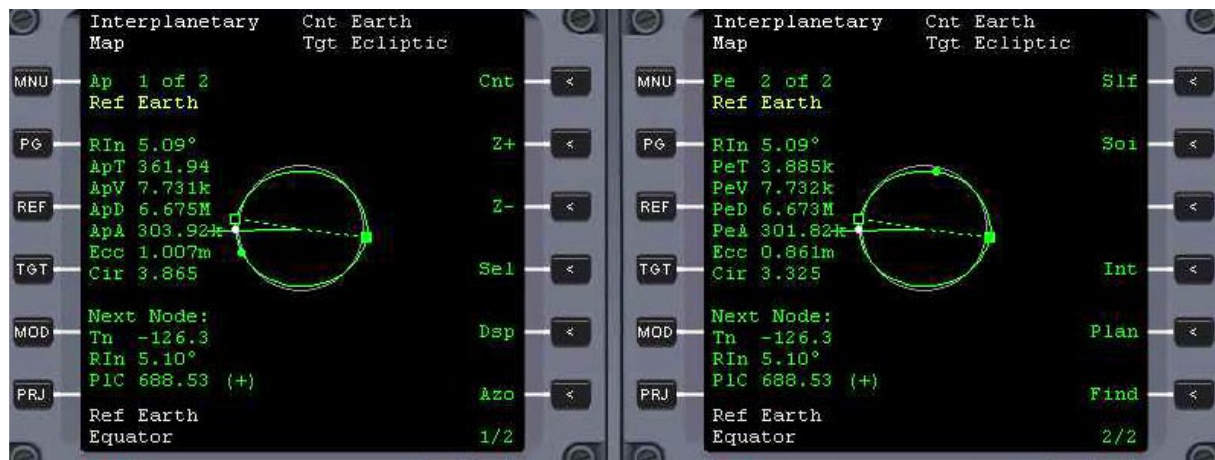 Interplanetary Cnt Earth
Map Tgt Ecliptic
MNU Ap 1 of 2 Cnt <
Ref Earth
PG RIn 5.09° Z+ <
ApT 361.94
ApV 7.731k
REF ApD 6.675M Z- <
ApA 303.92k
Ecc 1.007m
TGT Cir 3.865 Sel <
Next Node:
MOD Tn -126.3 Dsp <
RIn 5.10°
PlC 688.53 (+)
PRJ Azo <
Ref Earth
Equator 1/2
Interplanetary Cnt Earth
Map Tgt Ecliptic
MNU Pe 2 of 2 Slf <
Ref Earth
PG RIn 5.09° Soi <
PeT 3.885k
PeV 7.732k
REF PeD 6.673M <
PeA 301.82k
Ecc 0.861m
TGT Cir 3.325 Int <
Next Node:
MOD Tn -126.3 Plan <
RIn 5.10°
PlC 688.53 (+)
PRJ Find <
Ref Earth
Equator 2/2